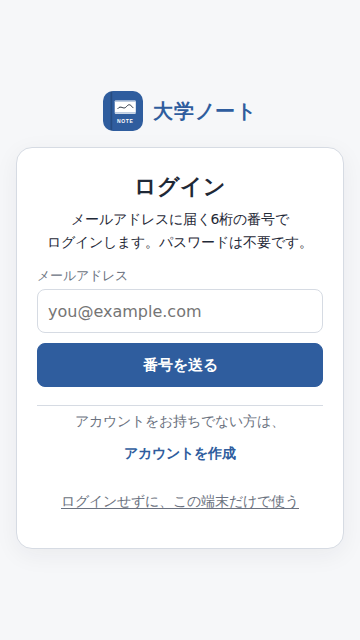 NOTE
大学ノート
ログイン
メールアドレスに届く6桁の番号で
ログインします。パスワードは不要です。
メールアドレス
you@example.com
番号を送る
アカウントをお持ちでない方は、
アカウントを作成
ログインせずに、この端末だけで使う